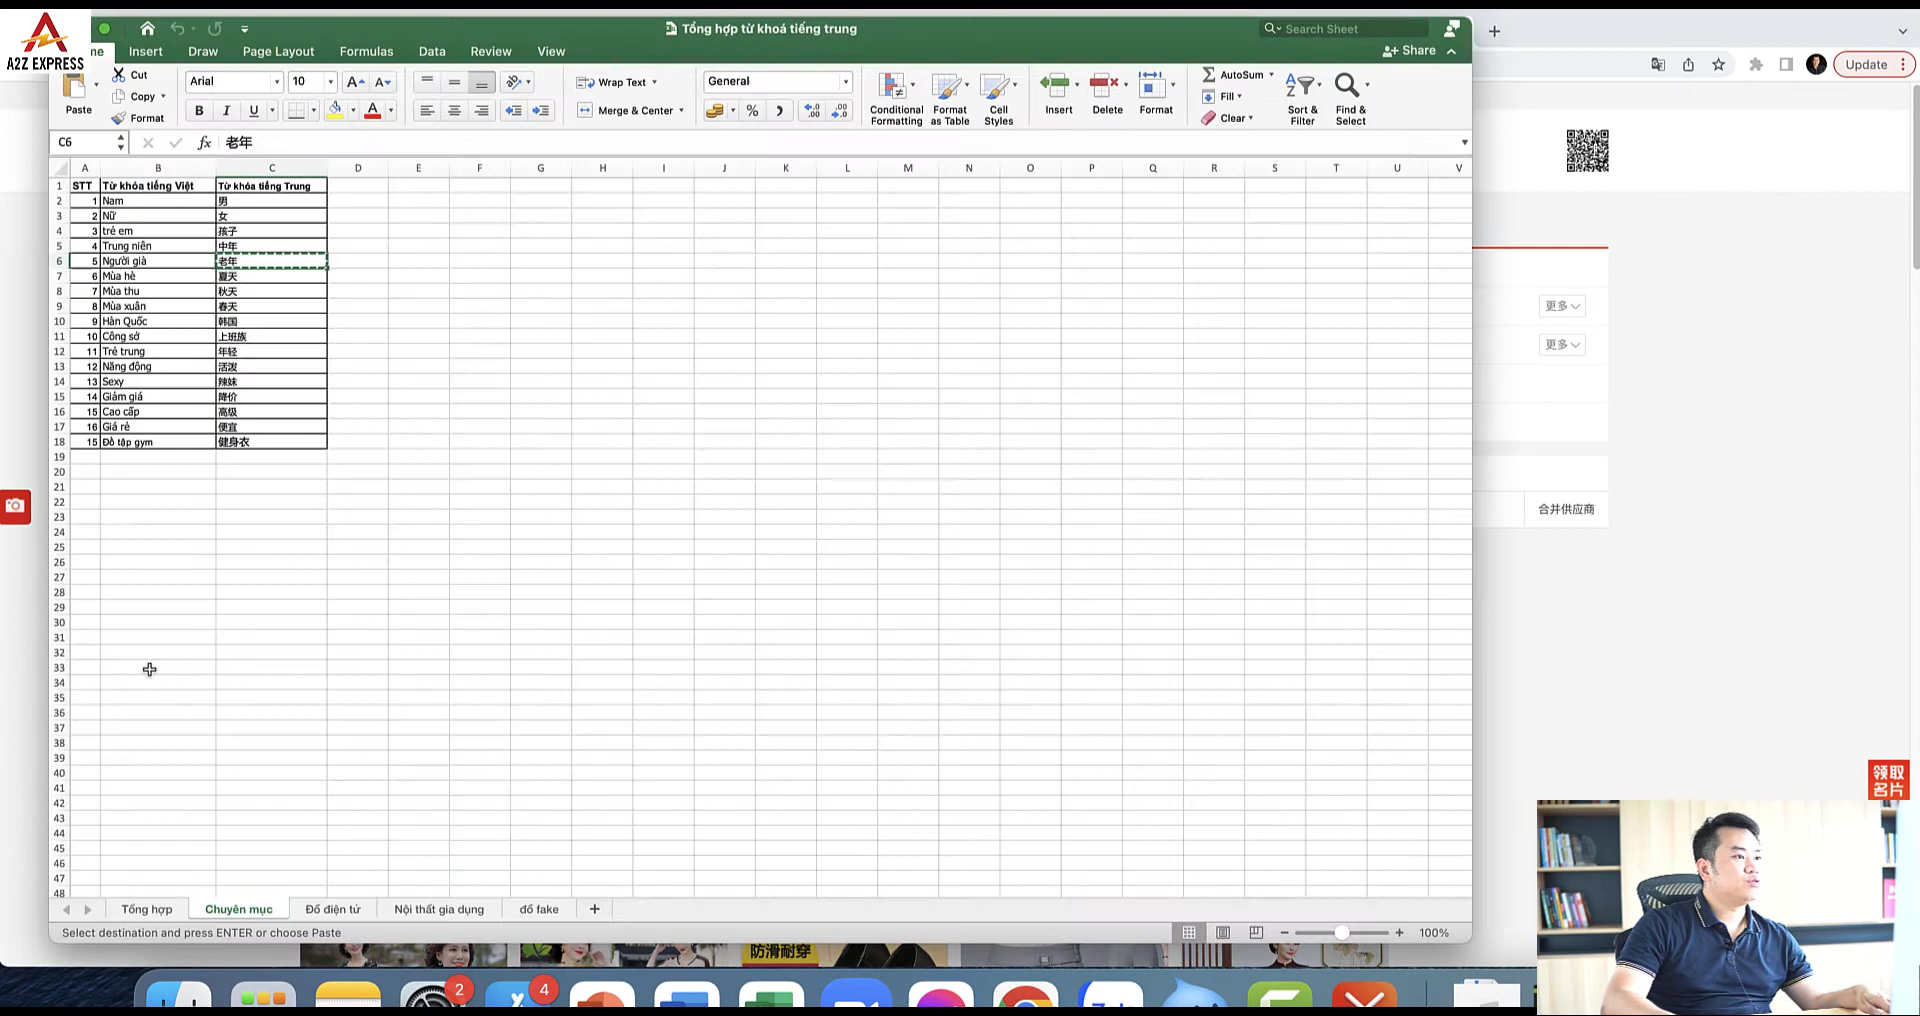 A2Z EXPRESS
Tổng hợp từ khoá tiếng trung
Search Sheet
Insert Draw Page Layout Formulas Data Review View
Share
Update
Paste
Cut
Copy
Format
Arial 10
B I U
Wrap Text
Merge & Center
General
Conditional Formatting
Format as Table
Cell Styles
Insert
Delete
Format
AutoSum
Fill
Clear
Sort & Filter
Find & Select
C6 fx 老年
A B C D E F G H I J K L M N O P Q R S T U V
1 STT Từ khóa tiếng Việt Từ khóa tiếng Trung
2 1 Nam 男
3 2 Nữ 女
4 3 trẻ em 孩子
5 4 Trung niên 中年
6 5 Người già 老年
7 6 Mùa hè 夏天
8 7 Mùa thu 秋天
9 8 Mùa xuân 春天
10 9 Hàn Quốc 韩国
11 10 Công sở 上班族
12 11 Trẻ trung 年轻
13 12 Năng động 活泼
14 13 Sexy 辣妹
15 14 Giảm giá 降价
16 15 Cao cấp 高级
17 16 Giá rẻ 便宜
18 15 Đồ tập gym 健身衣
19
20
21
22
23
24
25
26
27
28
29
30
31
32
33
34
35
36
37
38
39
40
41
42
43
44
45
46
47
48
更多
更多
合并供应商
领取
名片
Tổng hợp Chuyên mục Đồ điện tử Nội thất gia dụng đồ fake
Select destination and press ENTER or choose Paste
100%
防滑耐穿
2
4